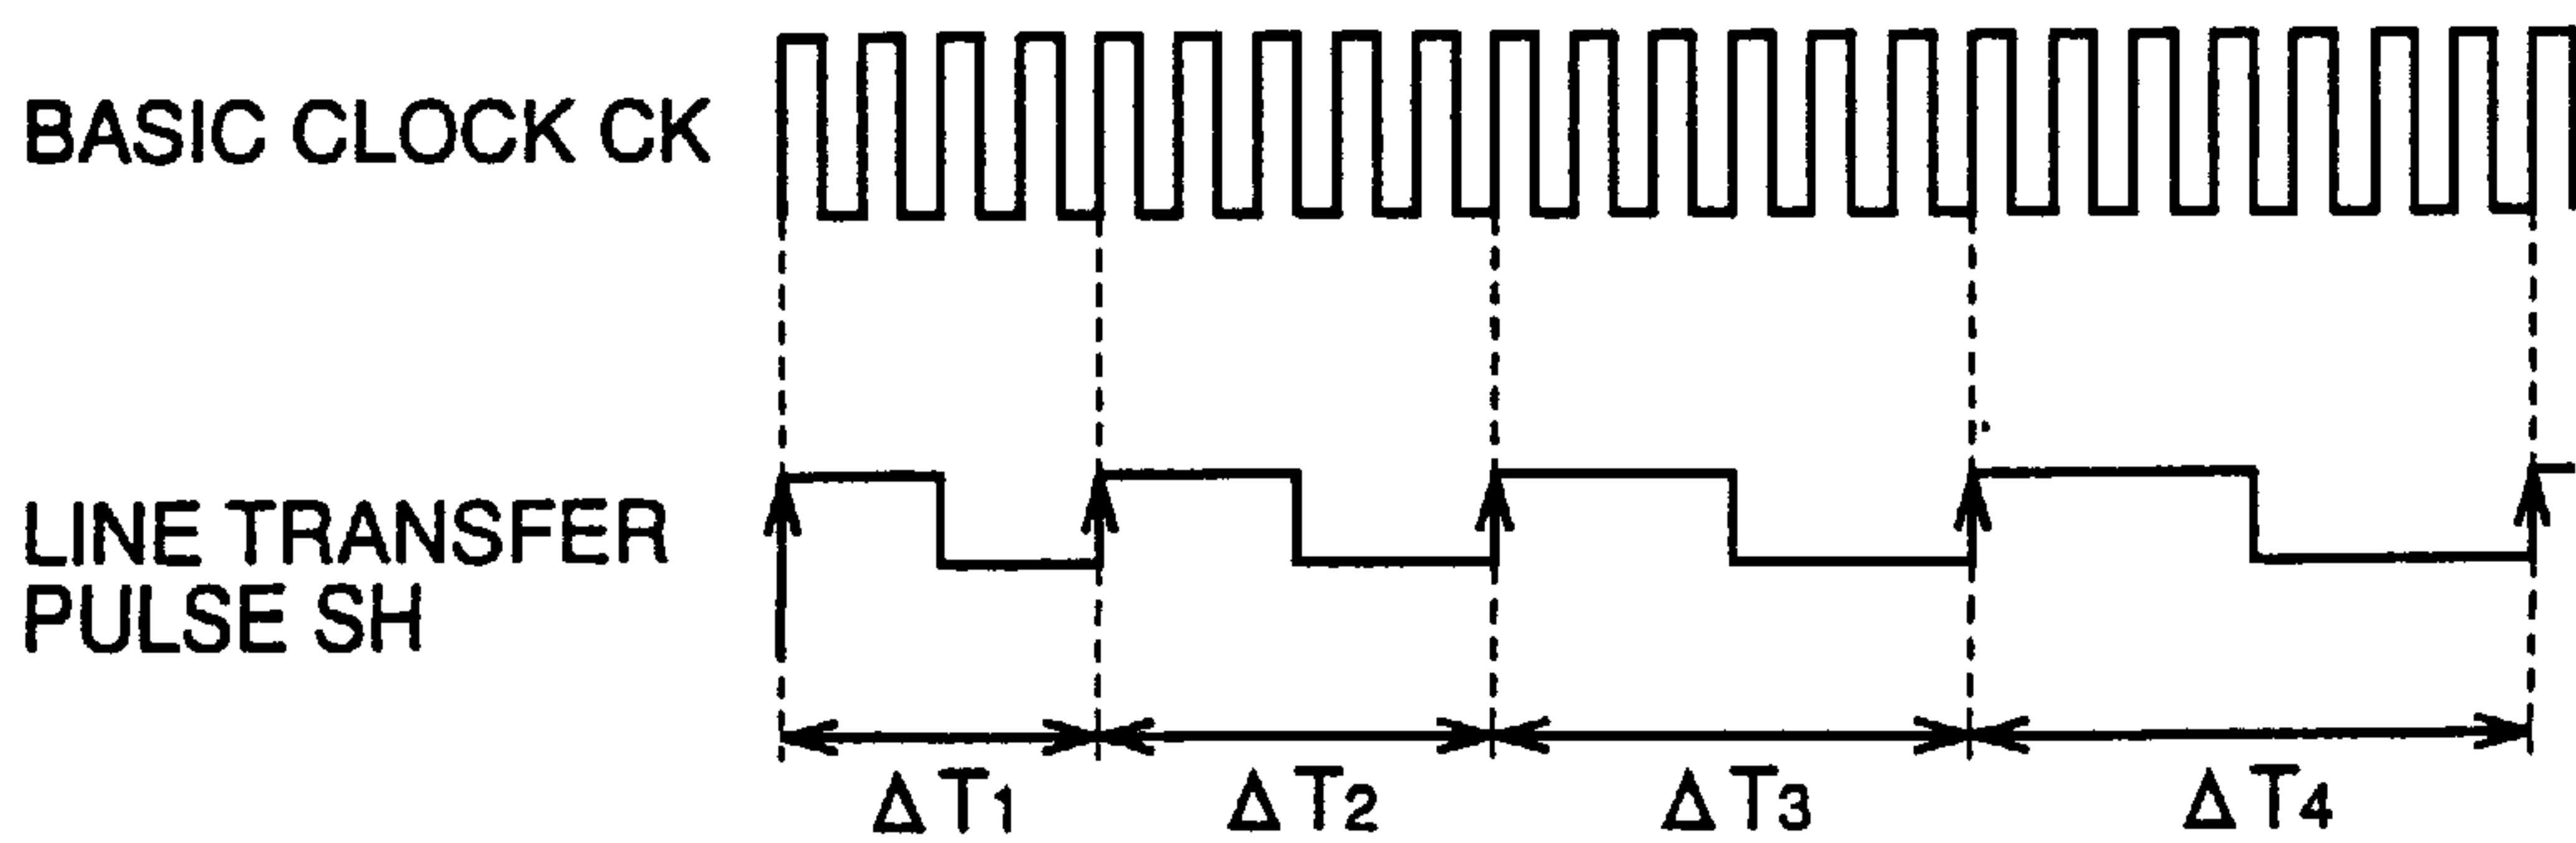 BASIC CLOCK CK
LINE TRANSFER
PULSE SH
ΔT1 ΔT2 ΔT3 ΔT4